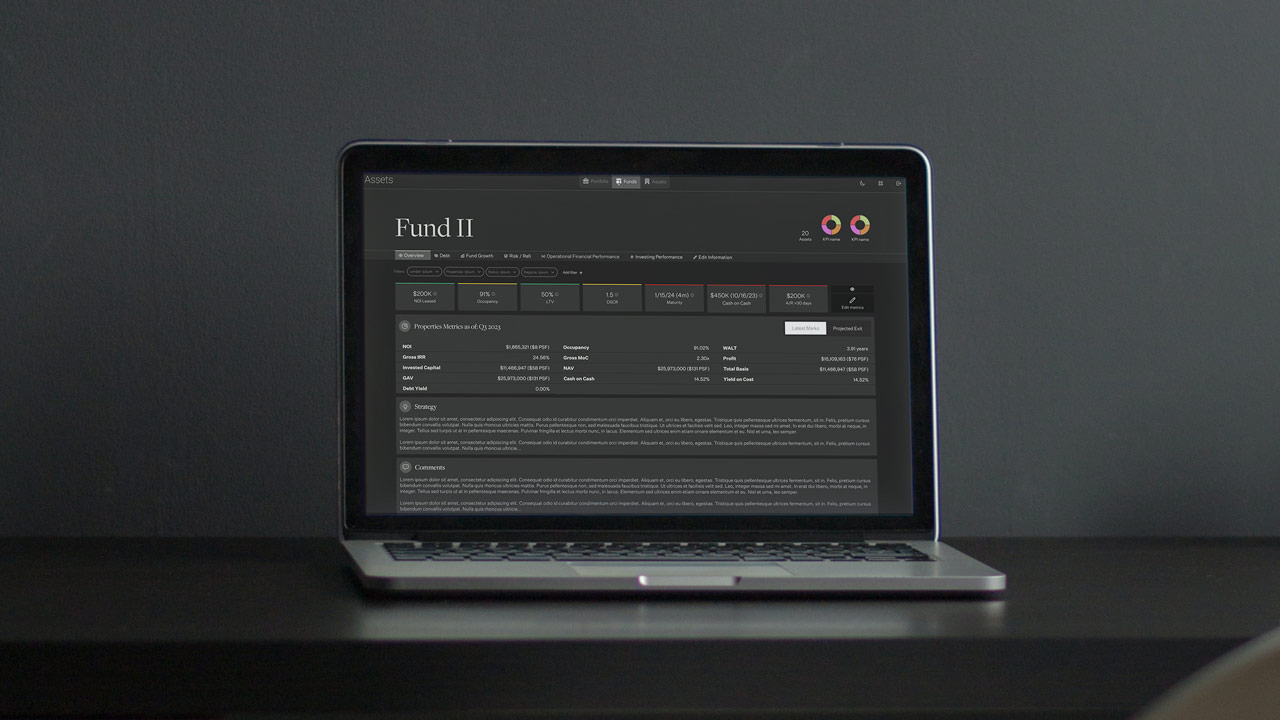 Assets
Portfolio Funds Assets
Fund II
20
Assets KPI name KPI name
Overview Debt Fund Growth Risk / Refi Operational Financial Performance Investing Performance Edit Information
Filters Add filter +
$200K 91% 50% 1.5 1/15/24 (4m) $450K (10/16/23) $200K
NOI Leased Occupancy LTV DSCR Maturity Cash on Cash A/R >30 days Edit metrics
Properties Metrics as of: Q3 2023 Latest Marks Projected Exit
NOI $1,665,321 ($8 PSF) Occupancy 91.02% WALT 3.91 years
Gross IRR 24.56% Gross MoC 2.30x Profit $15,109,163 ($76 PSF)
Invested Capital $11,466,947 ($58 PSF) NAV $25,973,000 ($131 PSF) Total Basis $11,466,947 ($58 PSF)
GAV $25,973,000 ($131 PSF) Cash on Cash 14.52% Yield on Cost 14.52%
Debt Yield 0.00%
Strategy
Lorem ipsum dolor sit amet, consectetur adipiscing elit. Consequat odio id curabitur condimentum orci imperdiet. Aliquam et, orci eu libero, egestas. Tristique quis pellentesque ultrices fermentum, sit in. Felis, pretium cursus
bibendum convallis volutpat. Nulla quis rhoncus ultricies mattis. Purus pellentesque non, sed malesuada faucibus tristique. Ut ultrices et facilisis velit sed. Leo, integer massa sed mi amet. In erat dui libero, morbi at neque, in
integer. Tellus sed turpis ut at in pellentesque maecenas. Pulvinar fringilla et lectus morbi nunc, in lacus. Elementum sed ultrices enim etiam ornare elementum et eu. Nisl et urna, leo semper.
Lorem ipsum dolor sit amet, consectetur adipiscing elit. Consequat odio id curabitur condimentum orci imperdiet. Aliquam et, orci eu libero, egestas. Tristique quis pellentesque ultrices fermentum, sit in. Felis, pretium cursus
bibendum convallis volutpat. Nulla quis rhoncus ultricie...
Comments
Lorem ipsum dolor sit amet, consectetur adipiscing elit. Consequat odio id curabitur condimentum orci imperdiet. Aliquam et, orci eu libero, egestas. Tristique quis pellentesque ultrices fermentum, sit in. Felis, pretium cursus
bibendum convallis volutpat. Nulla quis rhoncus ultricies mattis. Purus pellentesque non, sed malesuada faucibus tristique. Ut ultrices et facilisis velit sed. Leo, integer massa sed mi amet. In erat dui libero, morbi at neque, in
integer. Tellus sed turpis ut at in pellentesque maecenas. Pulvinar fringilla et lectus morbi nunc, in lacus. Elementum sed ultrices enim etiam ornare elementum et eu. Nisl et urna, leo semper.
Lorem ipsum dolor sit amet, consectetur adipiscing elit. Consequat odio id curabitur condimentum orci imperdiet. Aliquam et, orci eu libero, egestas. Tristique quis pellentesque ultrices fermentum, sit in. Felis, pretium cursus
bibendum convallis volutpat. Nulla quis rhoncus ultricie...